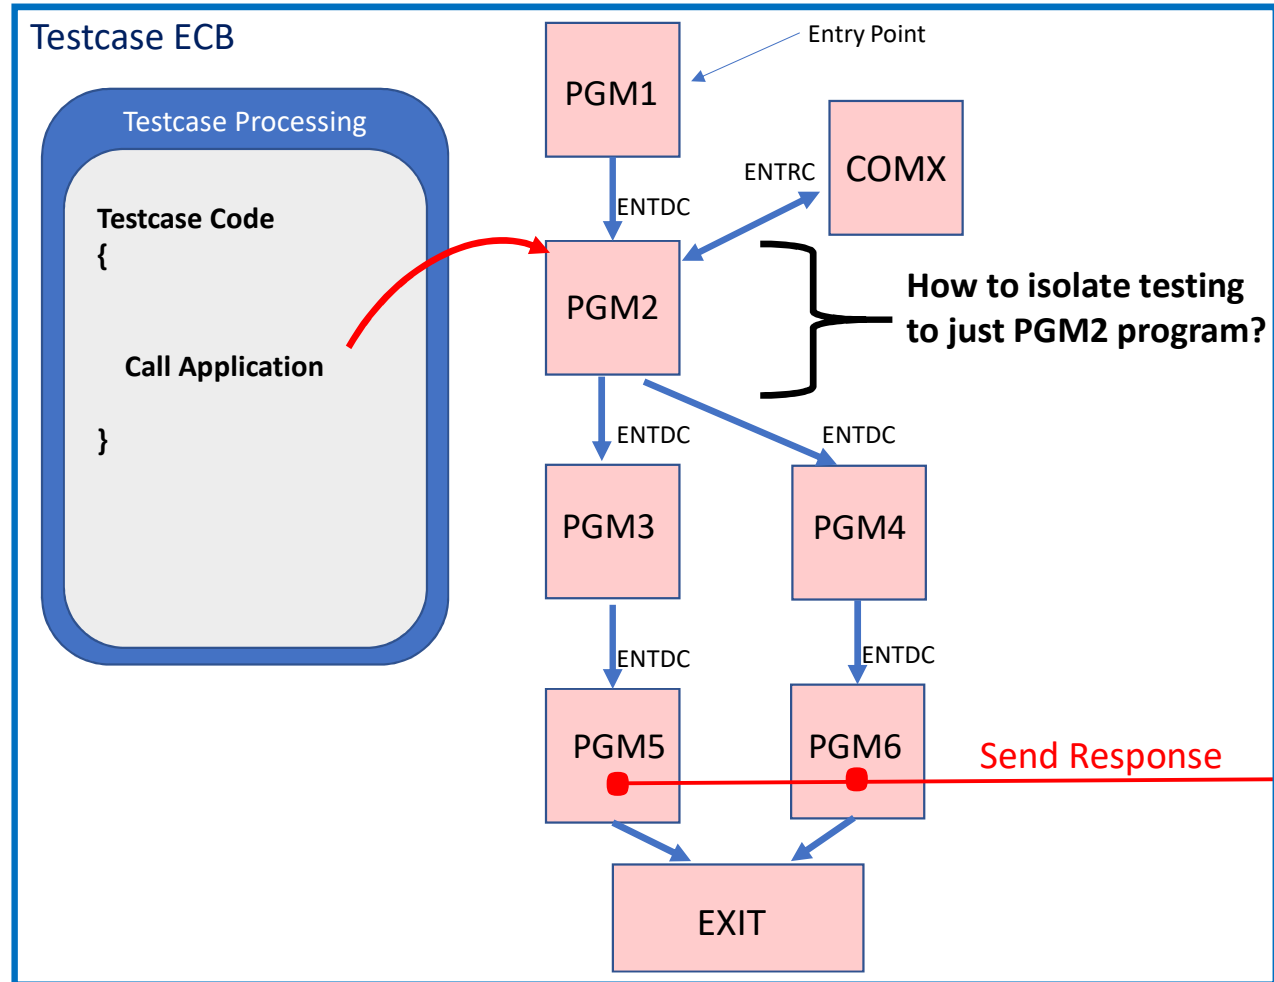 Testcase ECB
Entry Point
PGM1
Testcase Processing
COMX
ENTRC
ENTDC
Testcase Code
{
PGM2
How to isolate testing
to just PGM2 program?
Call Application
}
ENTDC
ENTDC
PGM3
PGM4
ENTDC
ENTDC
PGM5
PGM6
Send Response
EXIT